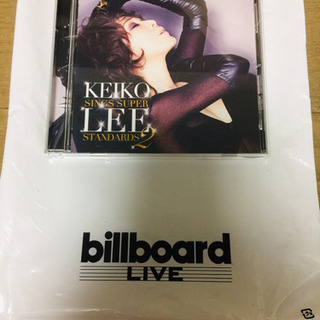 KEIKO
SINGS SUPER
LEE
STANDARDS 2
billboard
LIVE